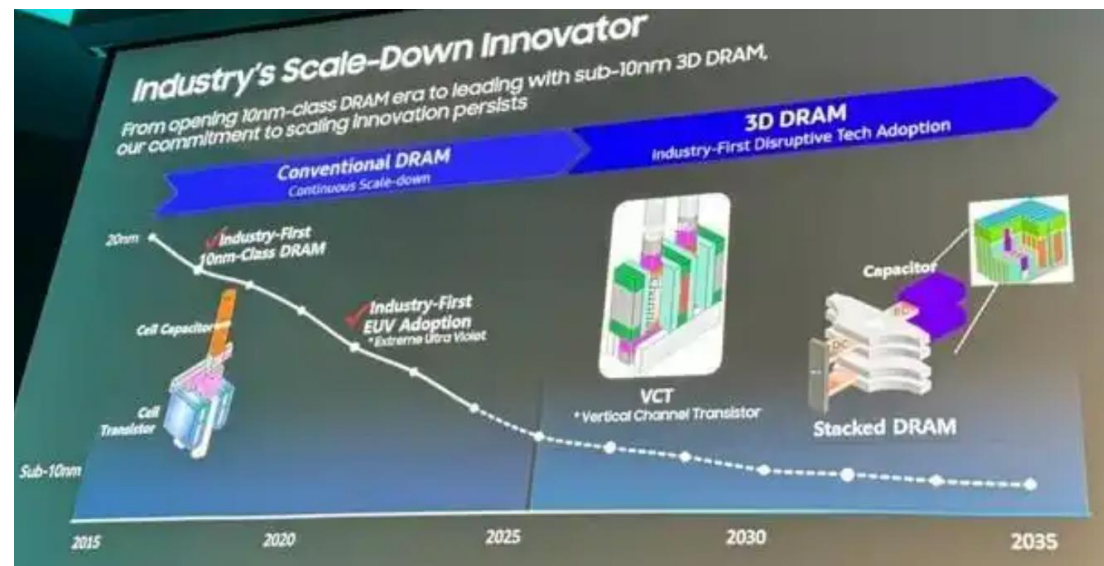 Industry's Scale-Down Innovator
From opening 10nm-class DRAM era to leading with sub-10nm 3D DRAM,
our commitment to scaling innovation persists
Conventional DRAM
Continuous Scale-down
3D DRAM
Industry-First Disruptive Tech Adoption
20nm
Industry-First
10nm-Class DRAM
Cell Capacitor
Industry-First
EUV Adoption
*Extreme Ultra Violet
Cell
Transistor
VCT
*Vertical Channel Transistor
Capacitor
Stacked DRAM
Sub-10nm
2015
2020
2025
2030
2035